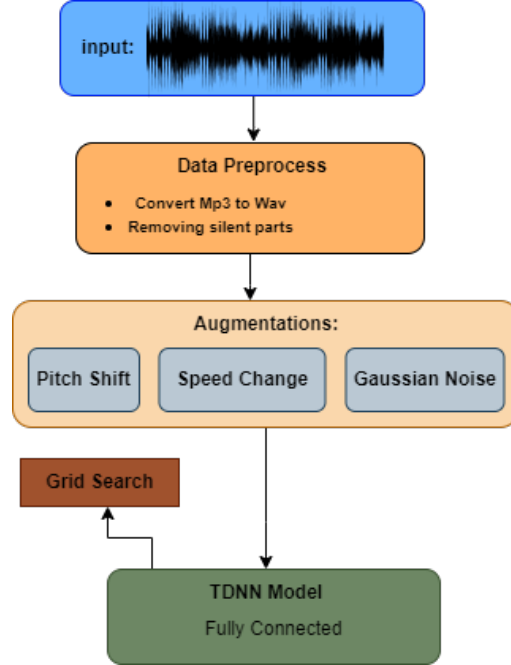 input:
Data Preprocess
Convert Mp3 to Wav
Removing silent parts
Augmentations:
Pitch Shift
Speed Change
Gaussian Noise
Grid Search
TDNN Model
Fully Connected